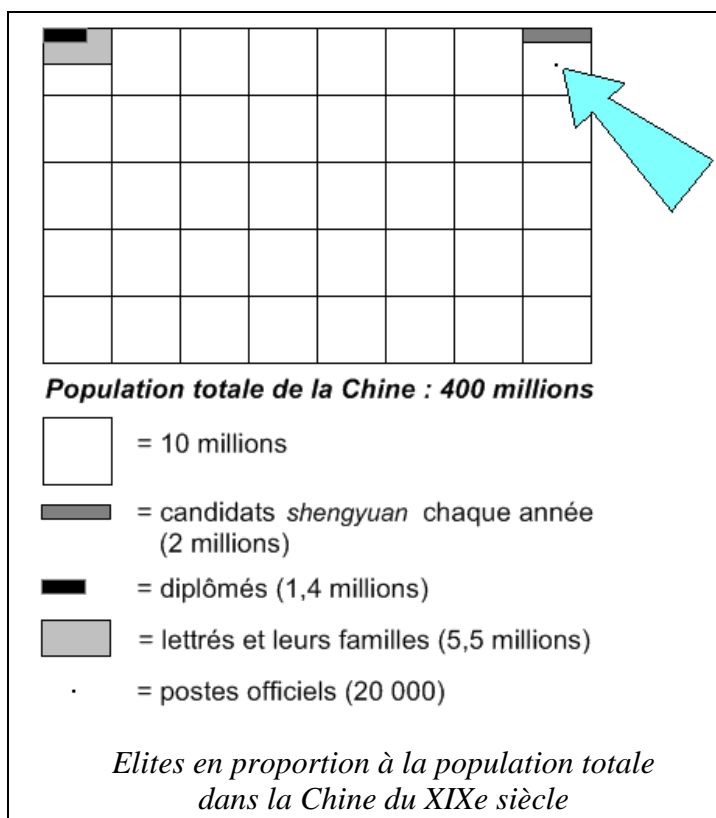 Population totale de la Chine : 400 millions
= 10 millions
= candidats shengyuan chaque année
(2 millions)
= diplômés (1,4 millions)
= lettrés et leurs familles (5,5 millions)
= postes officiels (20 000)
Elites en proportion à la population totale
dans la Chine du XIXe siècle